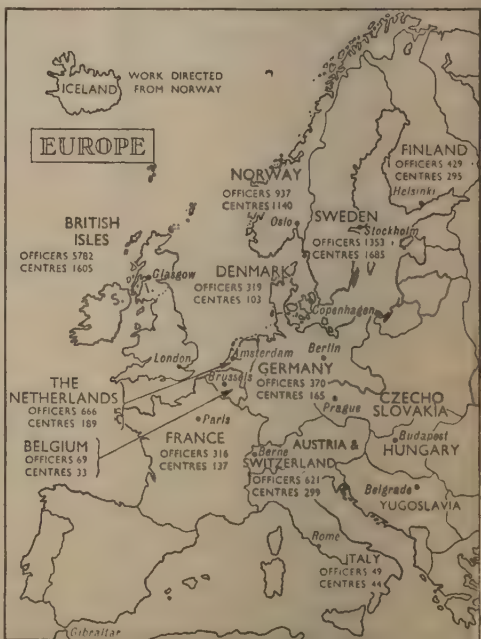 ICELAND
WORK DIRECTED
FROM NORWAY
EUROPE
FINLAND
OFFICERS 429
CENTRES 295
Helsinki
NORWAY
OFFICERS 937
CENTRES 1140
Oslo
SWEDEN
Stockholm
OFFICERS 1353
CENTRES 1685
BRITISH
ISLES
OFFICERS 5782
CENTRES 1605
Glasgow
DENMARK
OFFICERS 319
CENTRES 103
Copenhagen
London
Amsterdam
Berlin
Brussels
GERMANY
OFFICERS 370
CENTRES 165
THE
NETHERLANDS
OFFICERS 666
CENTRES 189
Prague
CZECHO
SLOVAKIA
BELGIUM
OFFICERS 69
CENTRES 33
Paris
FRANCE
OFFICERS 316
CENTRES 137
Berne
AUSTRIA &
SWITZERLAND
OFFICERS 621
CENTRES 299
Budapest
HUNGARY
Belgrade
YUGOSLAVIA
Rome
ITALY
OFFICERS 49
CENTRES 44
Gibraltar